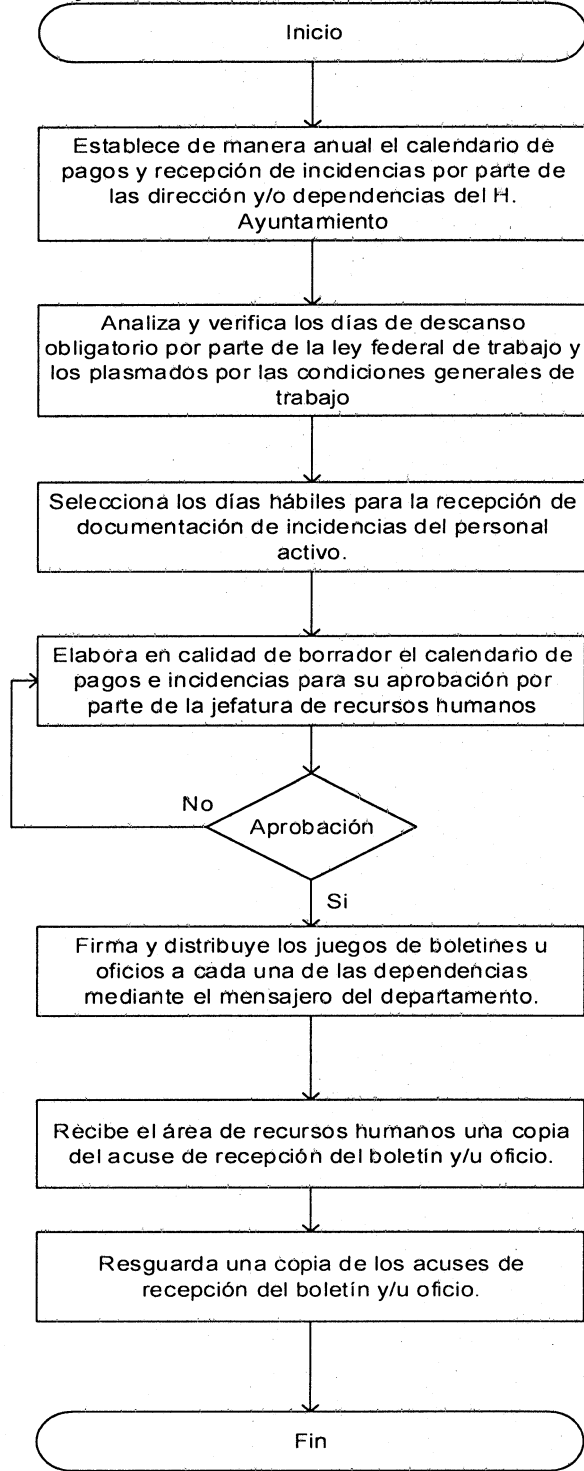 Inicio
Establece de manera anual el calendario de
pagos y recepción de incidencias por parte de
las dirección y/o dependencias del H.
Ayuntamiento
Analiza y verifica los días de descanso
obligatorio por parte de la ley federal de trabajo y
los plasmados por las condiciones generales de
trabajo
Selecciona los días hábiles para la recepción de
documentación de incidencias del personal
activo.
Elabora en calidad de borrador el calendario de
pagos e incidencias para su aprobación por
parte de la jefatura de recursos humanos
No
Aprobación
Si
Firma y distribuye los juegos de boletines u
oficios a cada una de las dependencias
mediante el mensajero del departamento.
Recibe el área de recursos humanos una copia
del acuse de recepción del boletín y/u oficio.
Resguarda una copia de los acuses de
recepción del boletín y/u oficio.
Fin